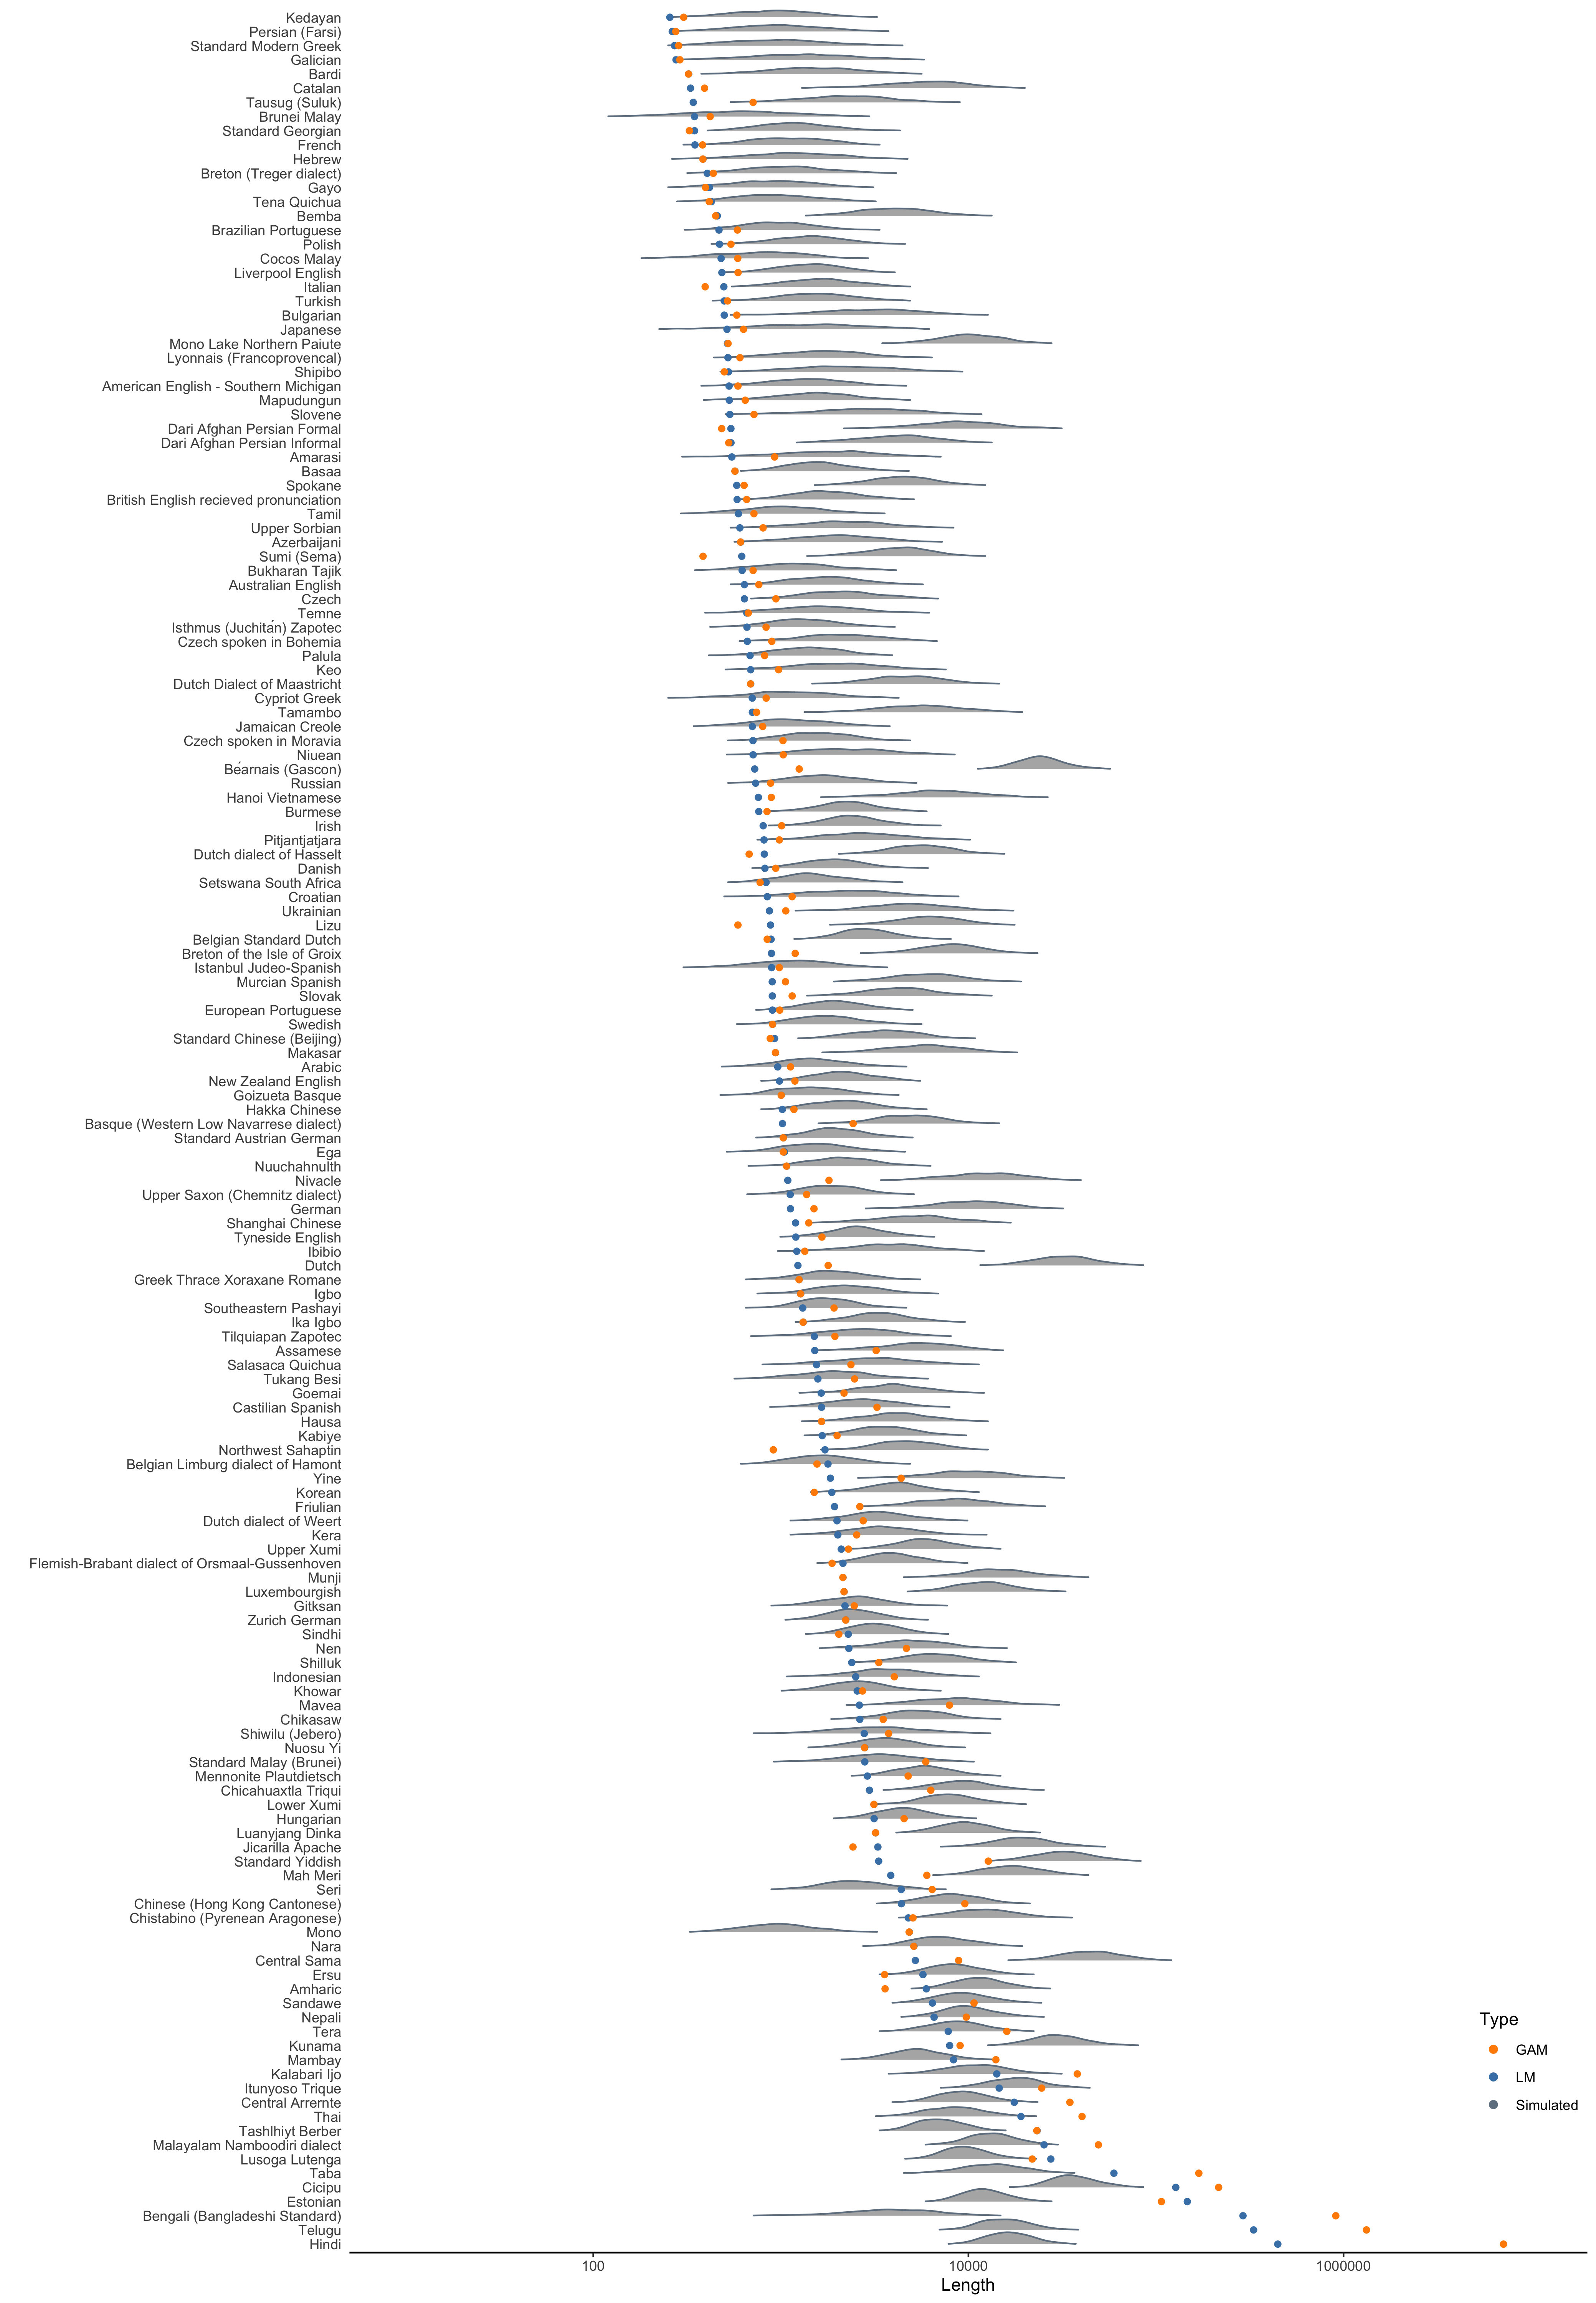 Kedayan
Persian (Farsi)
Standard Modern Greek
Galician
Bardi
Catalan
Tausug (Suluk)
Brunei Malay
Standard Georgian
French
Hebrew
Breton (Treger dialect)
Gayo
Tena Quichua
Bemba
Brazilian Portuguese
Polish
Cocos Malay
Liverpool English
Italian
Turkish
Bulgarian
Japanese
Mono Lake Northern Paiute
Lyonnais (Francoprovencal)
Shipibo
American English - Southern Michigan
Mapudungun
Slovene
Dari Afghan Persian Formal
Dari Afghan Persian Informal
Amarasi
Basaa
Spokane
British English recieved pronunciation
Tamil
Upper Sorbian
Azerbaijani
Sumi (Sema)
Bukharan Tajik
Australian English
Czech
Temne
Isthmus (Juchitán) Zapotec
Czech spoken in Bohemia
Palula
Keo
Dutch Dialect of Maastricht
Cypriot Greek
Tamambo
Jamaican Creole
Czech spoken in Moravia
Niuean
Béarnais (Gascon)
Russian
Hanoi Vietnamese
Burmese
Irish
Pitjantjatjara
Dutch dialect of Hasselt
Danish
Setswana South Africa
Croatian
Ukrainian
Lizu
Belgian Standard Dutch
Breton of the Isle of Groix
Istanbul Judeo-Spanish
Murcian Spanish
Slovak
European Portuguese
Swedish
Standard Chinese (Beijing)
Makasar
Arabic
New Zealand English
Goizueta Basque
Hakka Chinese
Basque (Western Low Navarrese dialect)
Standard Austrian German
Ega
Nuuchahnulth
Nivacle
Upper Saxon (Chemnitz dialect)
German
Shanghai Chinese
Tyneside English
Ibibio
Dutch
Greek Thrace Xoraxane Romane
Igbo
Southeastern Pashayi
Ika Igbo
Tilquiapan Zapotec
Assamese
Salasaca Quichua
Tukang Besi
Goemai
Castilian Spanish
Hausa
Kabiye
Northwest Sahaptin
Belgian Limburg dialect of Hamont
Yine
Korean
Friulian
Dutch dialect of Weert
Kera
Upper Xumi
Flemish-Brabant dialect of Orsmaal-Gussenhoven
Munji
Luxembourgish
Gitksan
Zurich German
Sindhi
Nen
Shilluk
Indonesian
Khowar
Mavea
Chikasaw
Shiwilu (Jebero)
Nuosu Yi
Standard Malay (Brunei)
Mennonite Plautdietsch
Chicahuaxtla Triqui
Lower Xumi
Hungarian
Luanyjang Dinka
Jicarilla Apache
Standard Yiddish
Mah Meri
Seri
Chinese (Hong Kong Cantonese)
Chistabino (Pyrenean Aragonese)
Mono
Nara
Central Sama
Ersu
Amharic
Sandawe
Nepali
Tera
Kunama
Mambay
Kalabari Ijo
Itunyoso Trique
Central Arrernte
Thai
Tashlhiyt Berber
Malayalam Namboodiri dialect
Lusoga Lutenga
Taba
Cicipu
Estonian
Bengali (Bangladeshi Standard)
Telugu
Hindi
100
10000
1000000
Length
Type
GAM
LM
Simulated